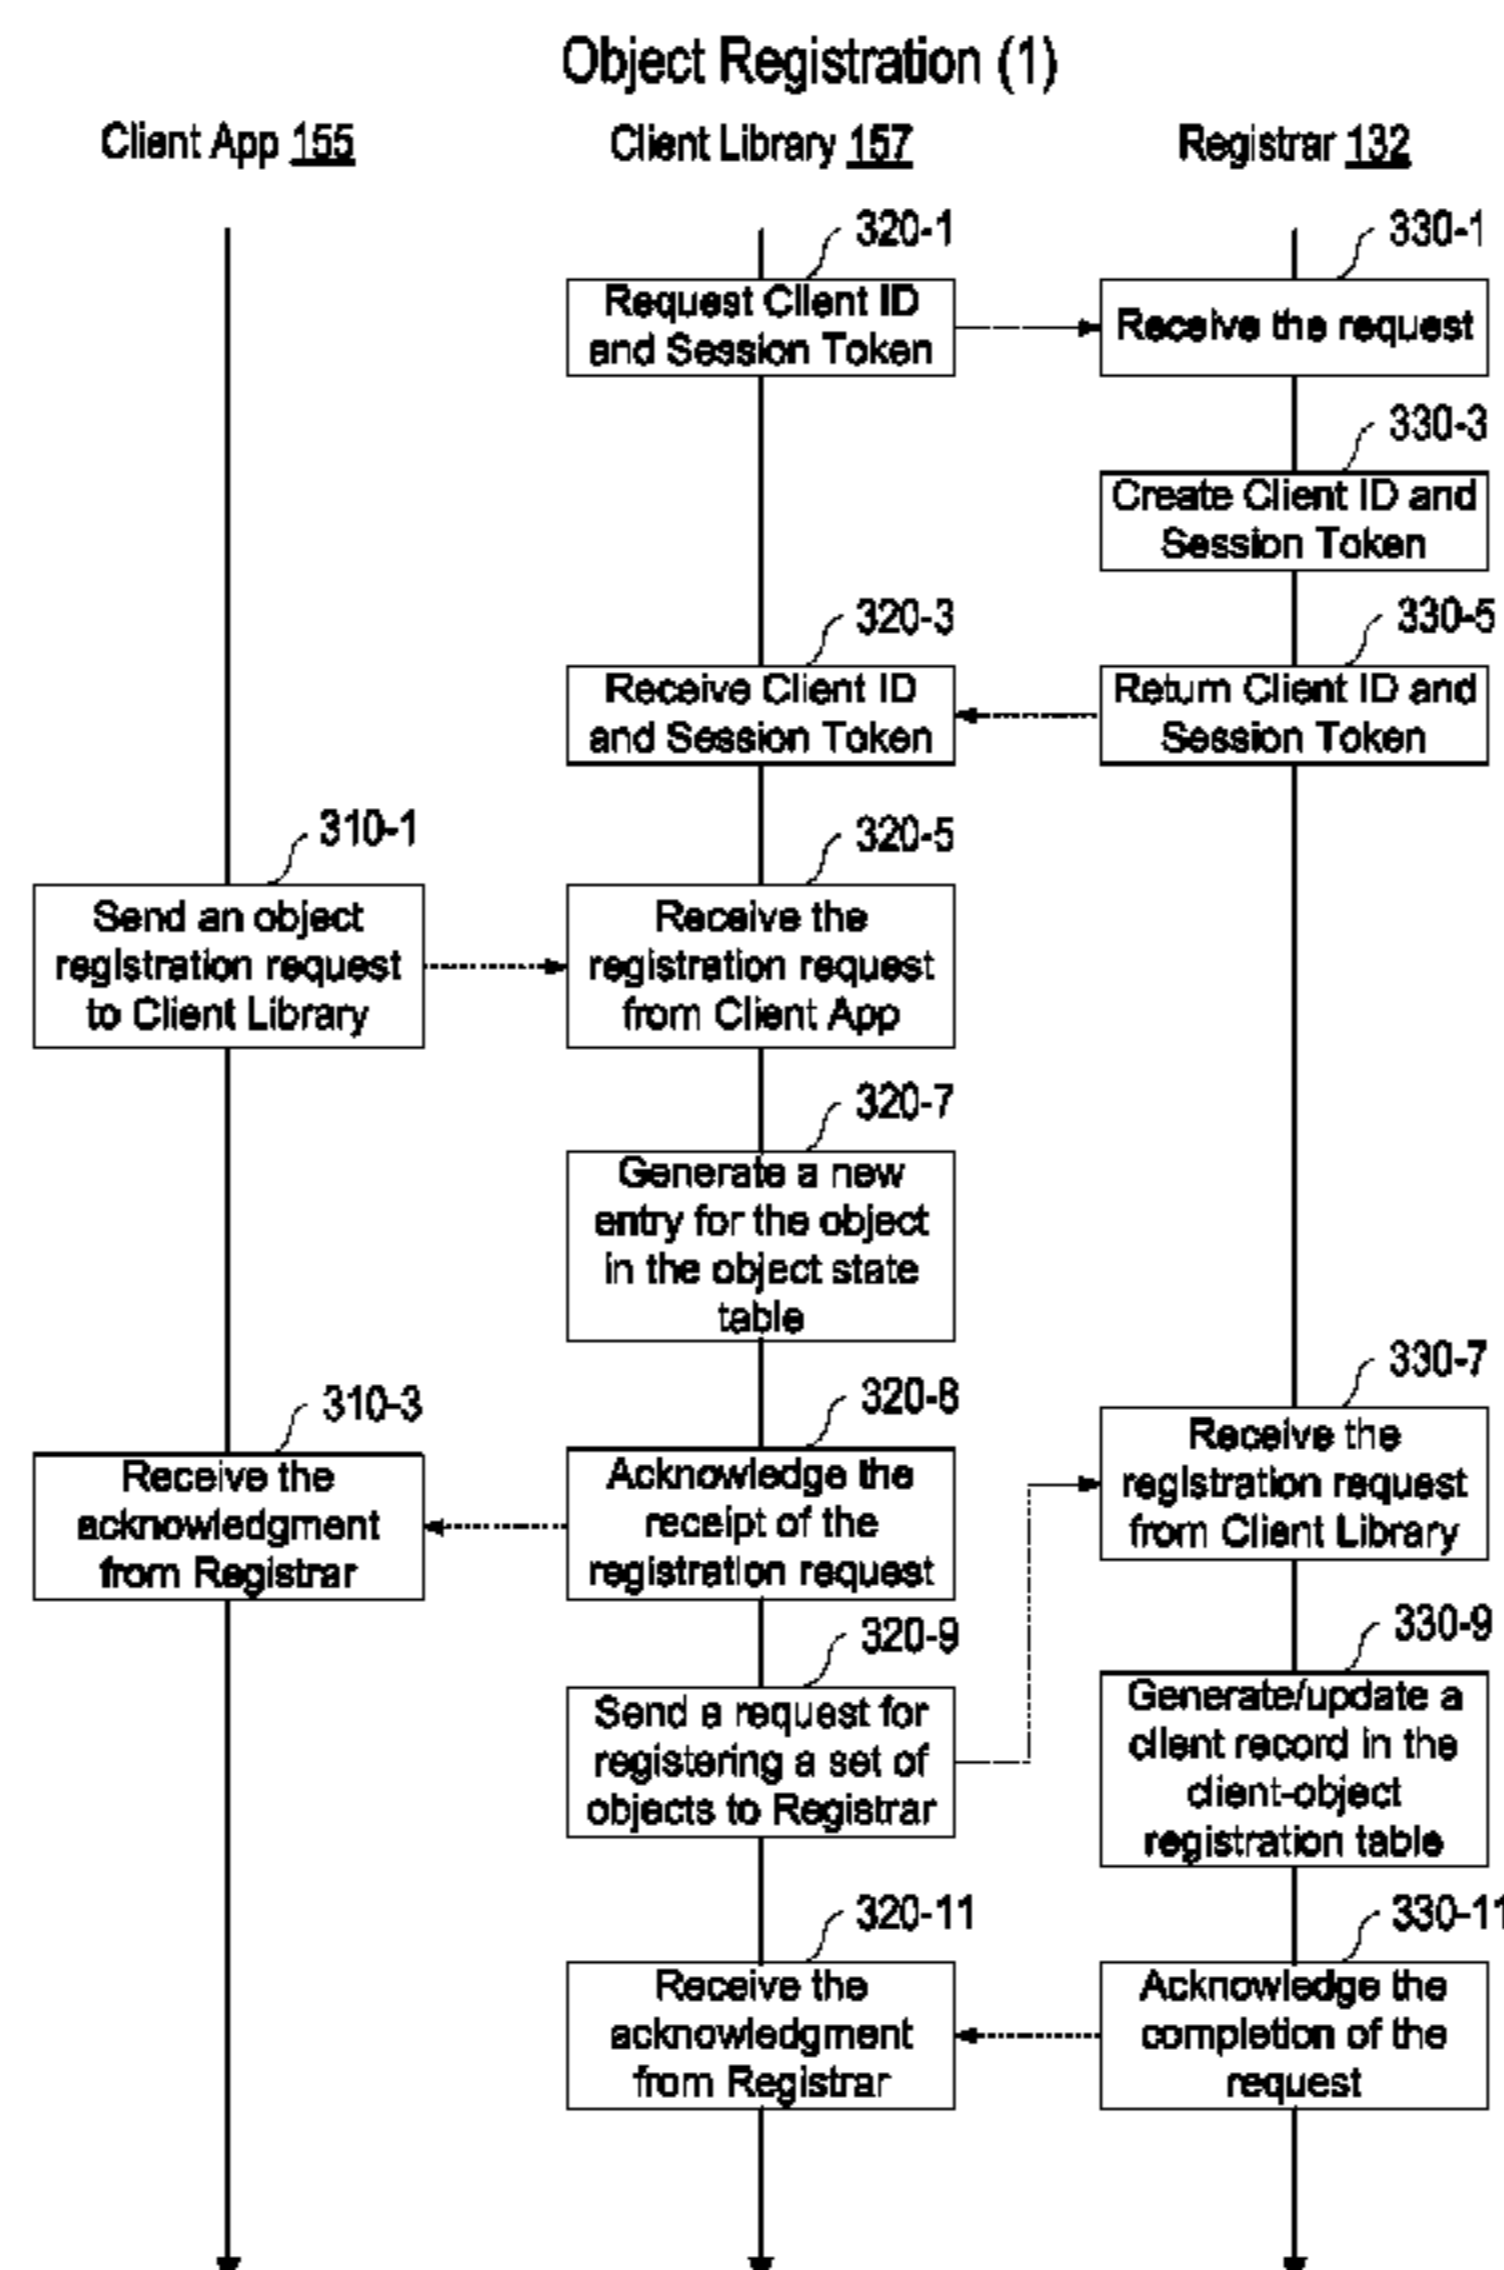 Object Registration (1)
Client App 155
Client Library 157
Registrar 132
320-1
330-1
Request Client ID
and Session Token
Receive the request
330-3
Create Client ID and
Session Token
320-3
330-5
Receive Client ID
and Session Token
Return Client ID and
Session Token
310-1
320-5
Send an object
registration request
to Client Library
Receive the
registration request
from Client App
320-7
Generate a new
entry for the object
in the object state
table
310-3
320-8
330-7
Receive the
acknowledgment
from Registrar
Acknowledge the
receipt of the
registration request
Receive the
registration request
from Client Library
320-9
330-9
Send a request for
registering a set of
objects to Registrar
Generate/update a
client record in the
client-object
registration table
320-11
330-11
Receive the
acknowledgment
from Registrar
Acknowledge the
completion of the
request